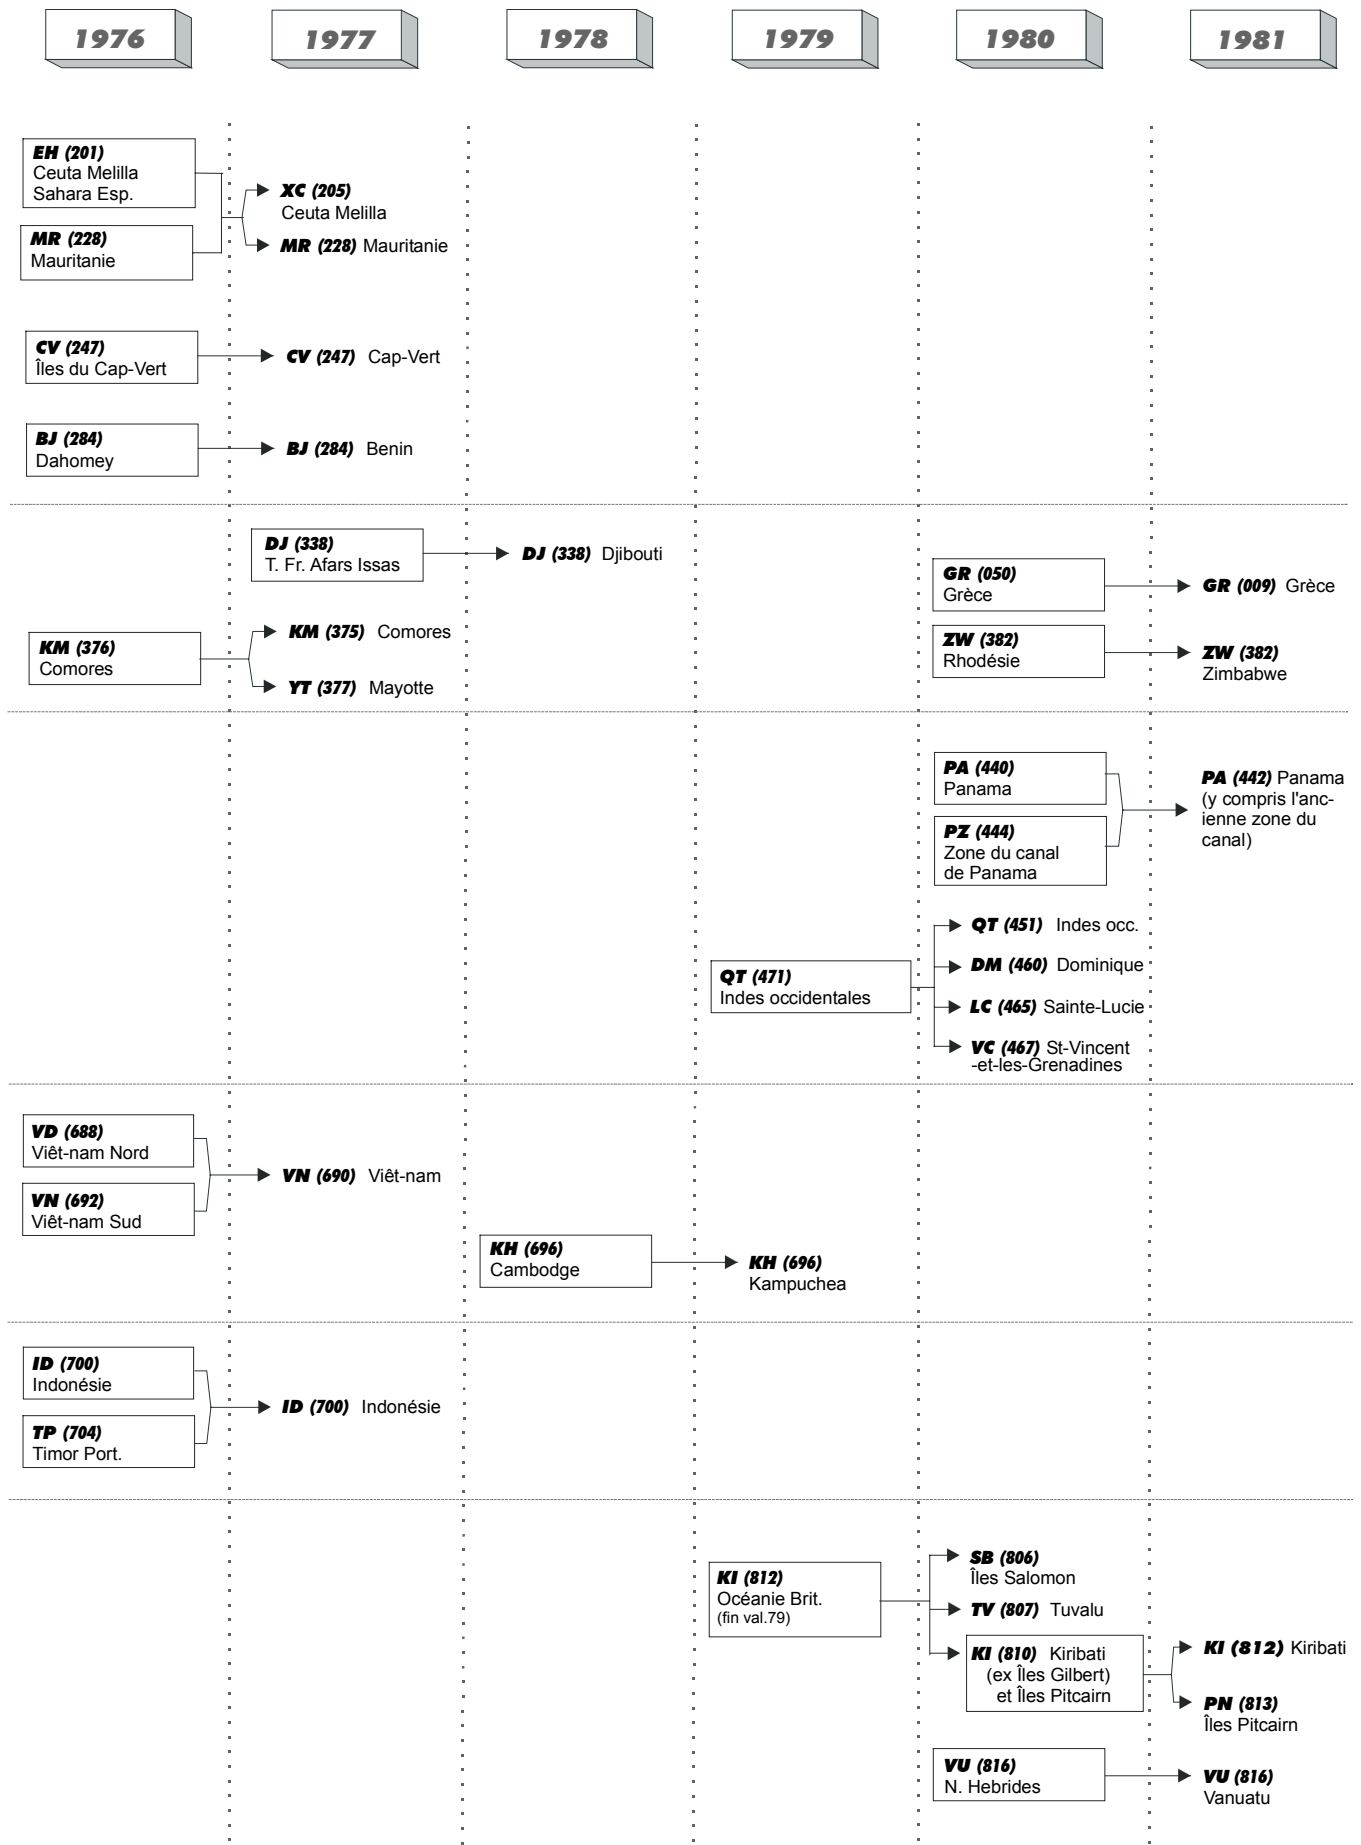 1976 1977 1978 1979 1980 1981
EH (201)
Ceuta Melilla
Sahara Esp.
XC (205)
Ceuta Melilla
MR (228)
Mauritanie
MR (228) Mauritanie
CV (247)
Îles du Cap-Vert
CV (247) Cap-Vert
BJ (284)
Dahomey
BJ (284) Benin
DJ (338)
T. Fr. Afars Issas
DJ (338) Djibouti
GR (050)
Grèce
GR (009) Grèce
KM (376)
Comores
KM (375) Comores
YT (377) Mayotte
ZW (382)
Rhodésie
ZW (382)
Zimbabwe
PA (440)
Panama
PZ (444)
Zone du canal
de Panama
PA (442) Panama
(y compris l'anc-
ienne zone du
canal)
QT (471)
Indes occidentales
QT (451) Indes occ.
DM (460) Dominique
LC (465) Sainte-Lucie
VC (467) St-Vincent
-et-les-Grenadines
VD (688)
Viêt-nam Nord
VN (692)
Viêt-nam Sud
VN (690) Viêt-nam
KH (696)
Cambodge
KH (696)
Kampuchea
ID (700)
Indonésie
TP (704)
Timor Port.
ID (700) Indonésie
KI (812)
Océanie Brit.
(fin val.79)
SB (806)
Îles Salomon
TV (807) Tuvalu
KI (810) Kiribati
(ex Îles Gilbert)
et Îles Pitcairn
KI (812) Kiribati
PN (813)
Îles Pitcairn
VU (816)
N. Hebrides
VU (816)
Vanuatu